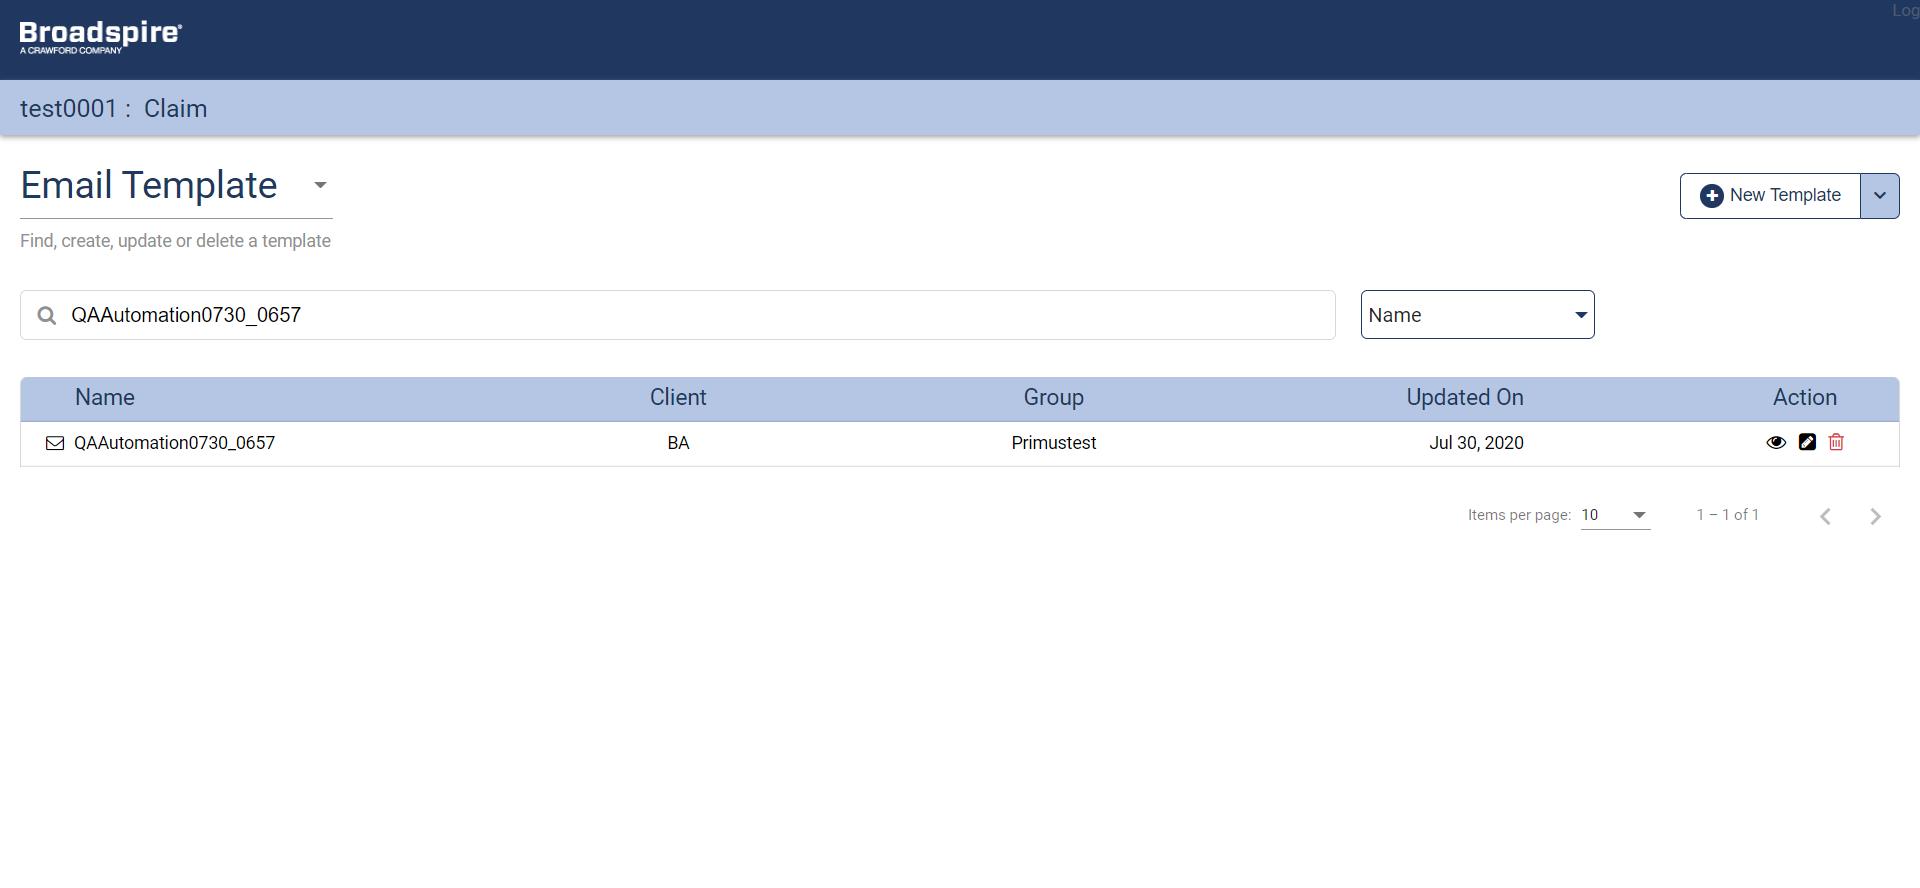 Log
Broadspire®
A CRAWFORD COMPANY
test0001 : Claim
Email Template
New Template
Find, create, update or delete a template
QAAutomation0730_0657
Name
Name Client Group Updated On Action
QAAutomation0730_0657 BA Primustest Jul 30, 2020
Items per page: 10 1 – 1 of 1